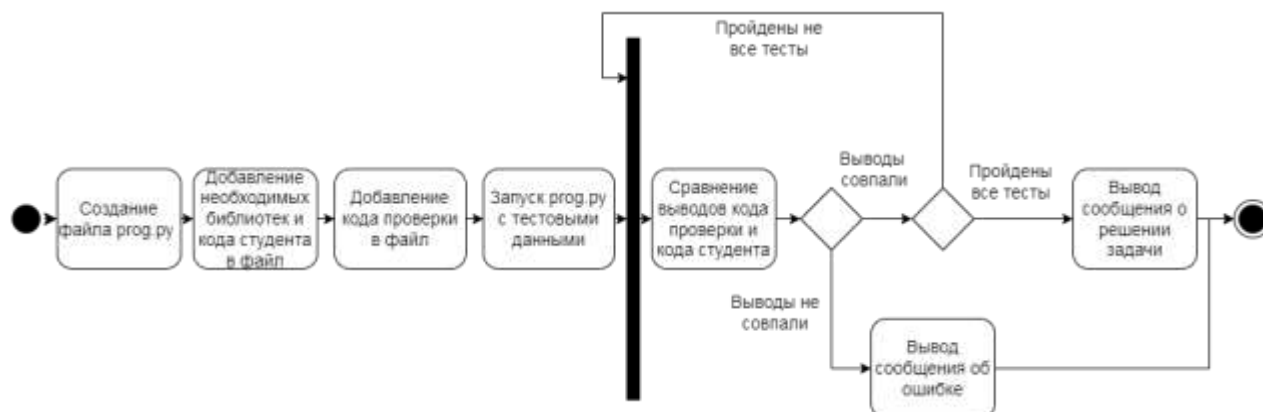 Пройдены не
все тесты
Создание
файла prog.py
Добавление
необходимых
библиотек и
кода студента
в файл
Добавление
кода проверки
в файл
Запуск prog.py
с тестовыми
данными
Сравнение
выводов кода
проверки и
кода студента
Выводы
совпали
Пройдены
все тесты
Вывод
сообщения о
решении
задачи
Выводы не
совпали
Вывод
сообщения об
ошибке